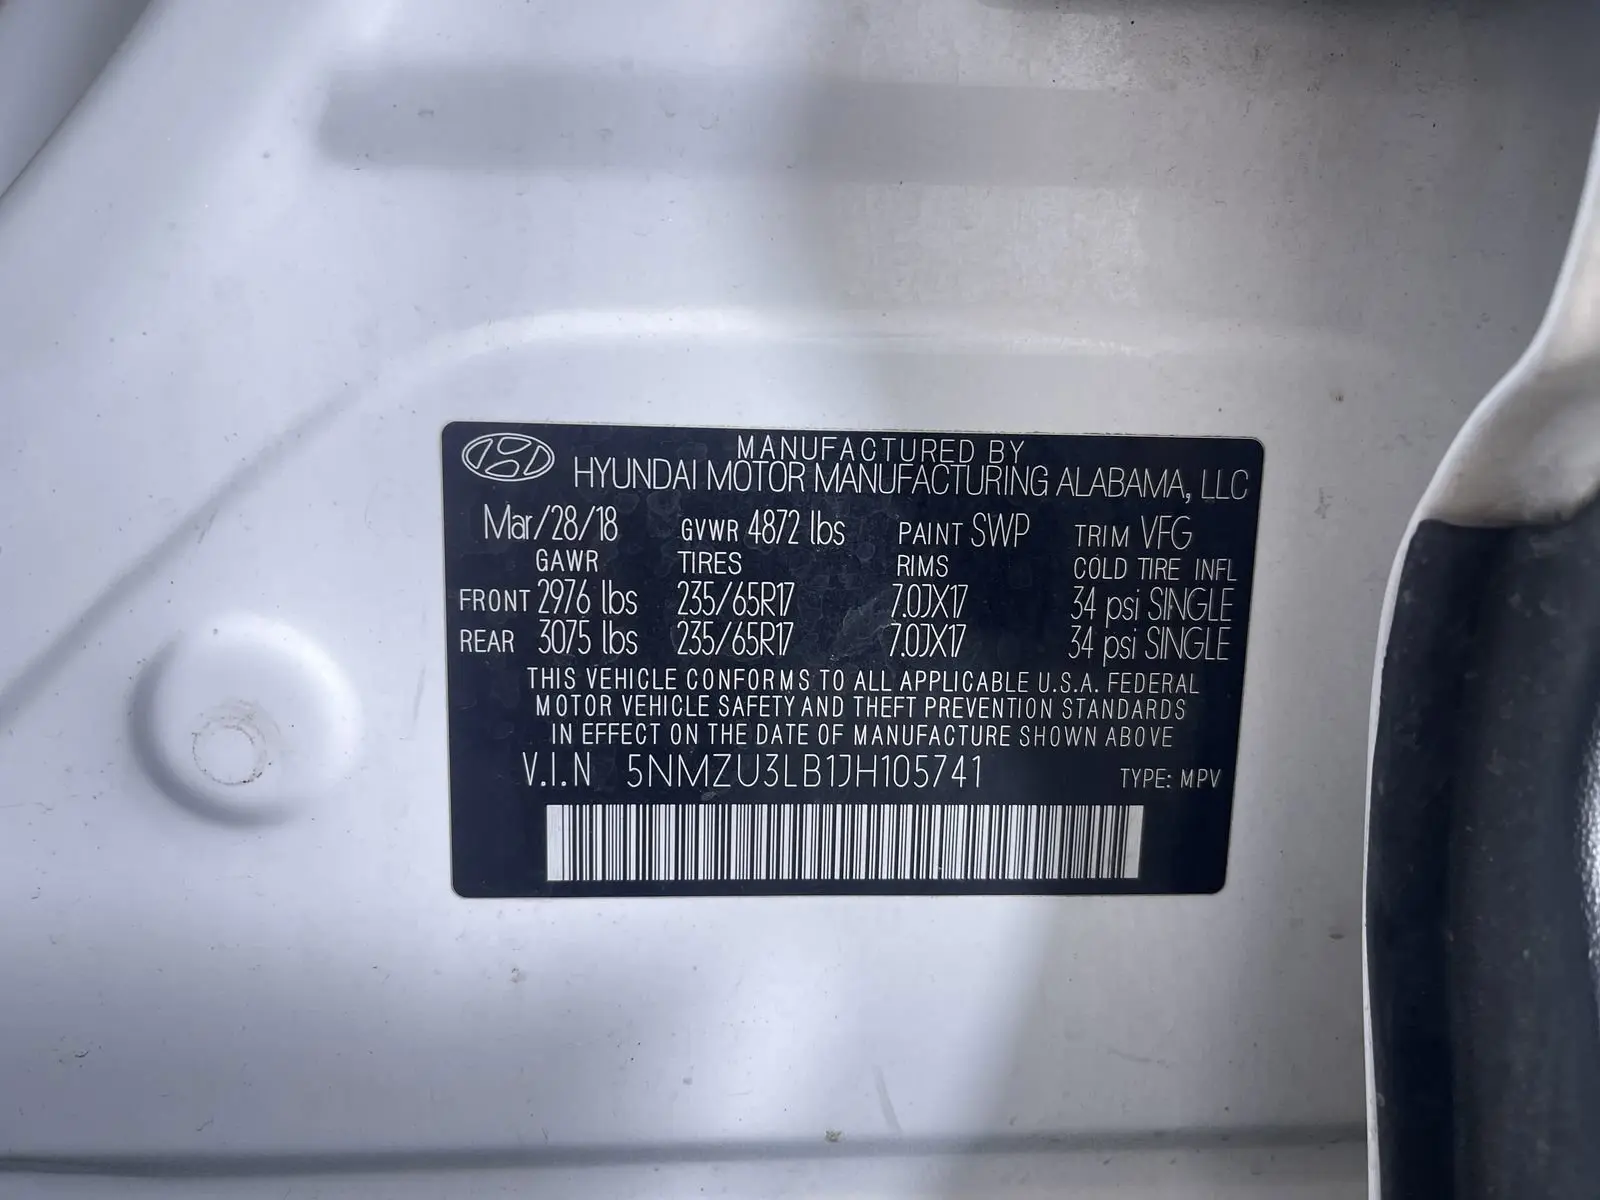 MANUFACTURED BY
HYUNDAI MOTOR MANUFACTURING ALABAMA, LLC
Mar/28/18 GVWR 4872 lbs PAINT SWP TRIM VFG
GAWR TIRES RIMS COLD TIRE INFL
FRONT 2976 lbs 235/65R17 7.0JX17 34 psi SINGLE
REAR 3075 lbs 235/65R17 7.0JX17 34 psi SINGLE
THIS VEHICLE CONFORMS TO ALL APPLICABLE U.S.A. FEDERAL
MOTOR VEHICLE SAFETY AND THEFT PREVENTION STANDARDS
IN EFFECT ON THE DATE OF MANUFACTURE SHOWN ABOVE
V.I.N 5NMZU3LB1JH105741 TYPE: MPV